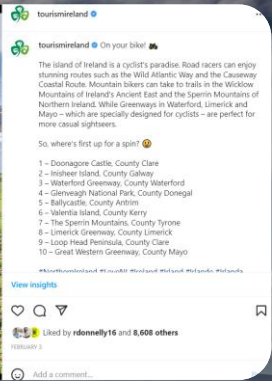 tourismireland
tourismireland On your bike!
The island of Ireland is a cyclist's paradise. Road racers can enjoy
stunning routes such as the Wild Atlantic Way and the Causeway
Coastal Route. Mountain bikers can take to trails in the Wicklow
Mountains of Ireland's Ancient East and the Sperrin Mountains of
Northern Ireland. While Greenways in Waterford, Limerick and
Mayo – which are specially designed for cyclists – are perfect for
more casual sightseers.
So, where's first up for a spin? 😉
1 – Doonagore Castle, County Clare
2 – Inisheer Island, County Galway
3 – Waterford Greenway, County Waterford
4 – Glenveagh National Park, County Donegal
5 – Ballycastle, County Antrim
6 – Valentia Island, County Kerry
7 – The Sperrin Mountains, County Tyrone
8 – Limerick Greenway, County Limerick
9 – Loop Head Peninsula, County Clare
10 – Great Western Greenway, County Mayo
View insights
Liked by rdonnelly16 and 8,608 others
FEBRUARY 3
Add a comment...